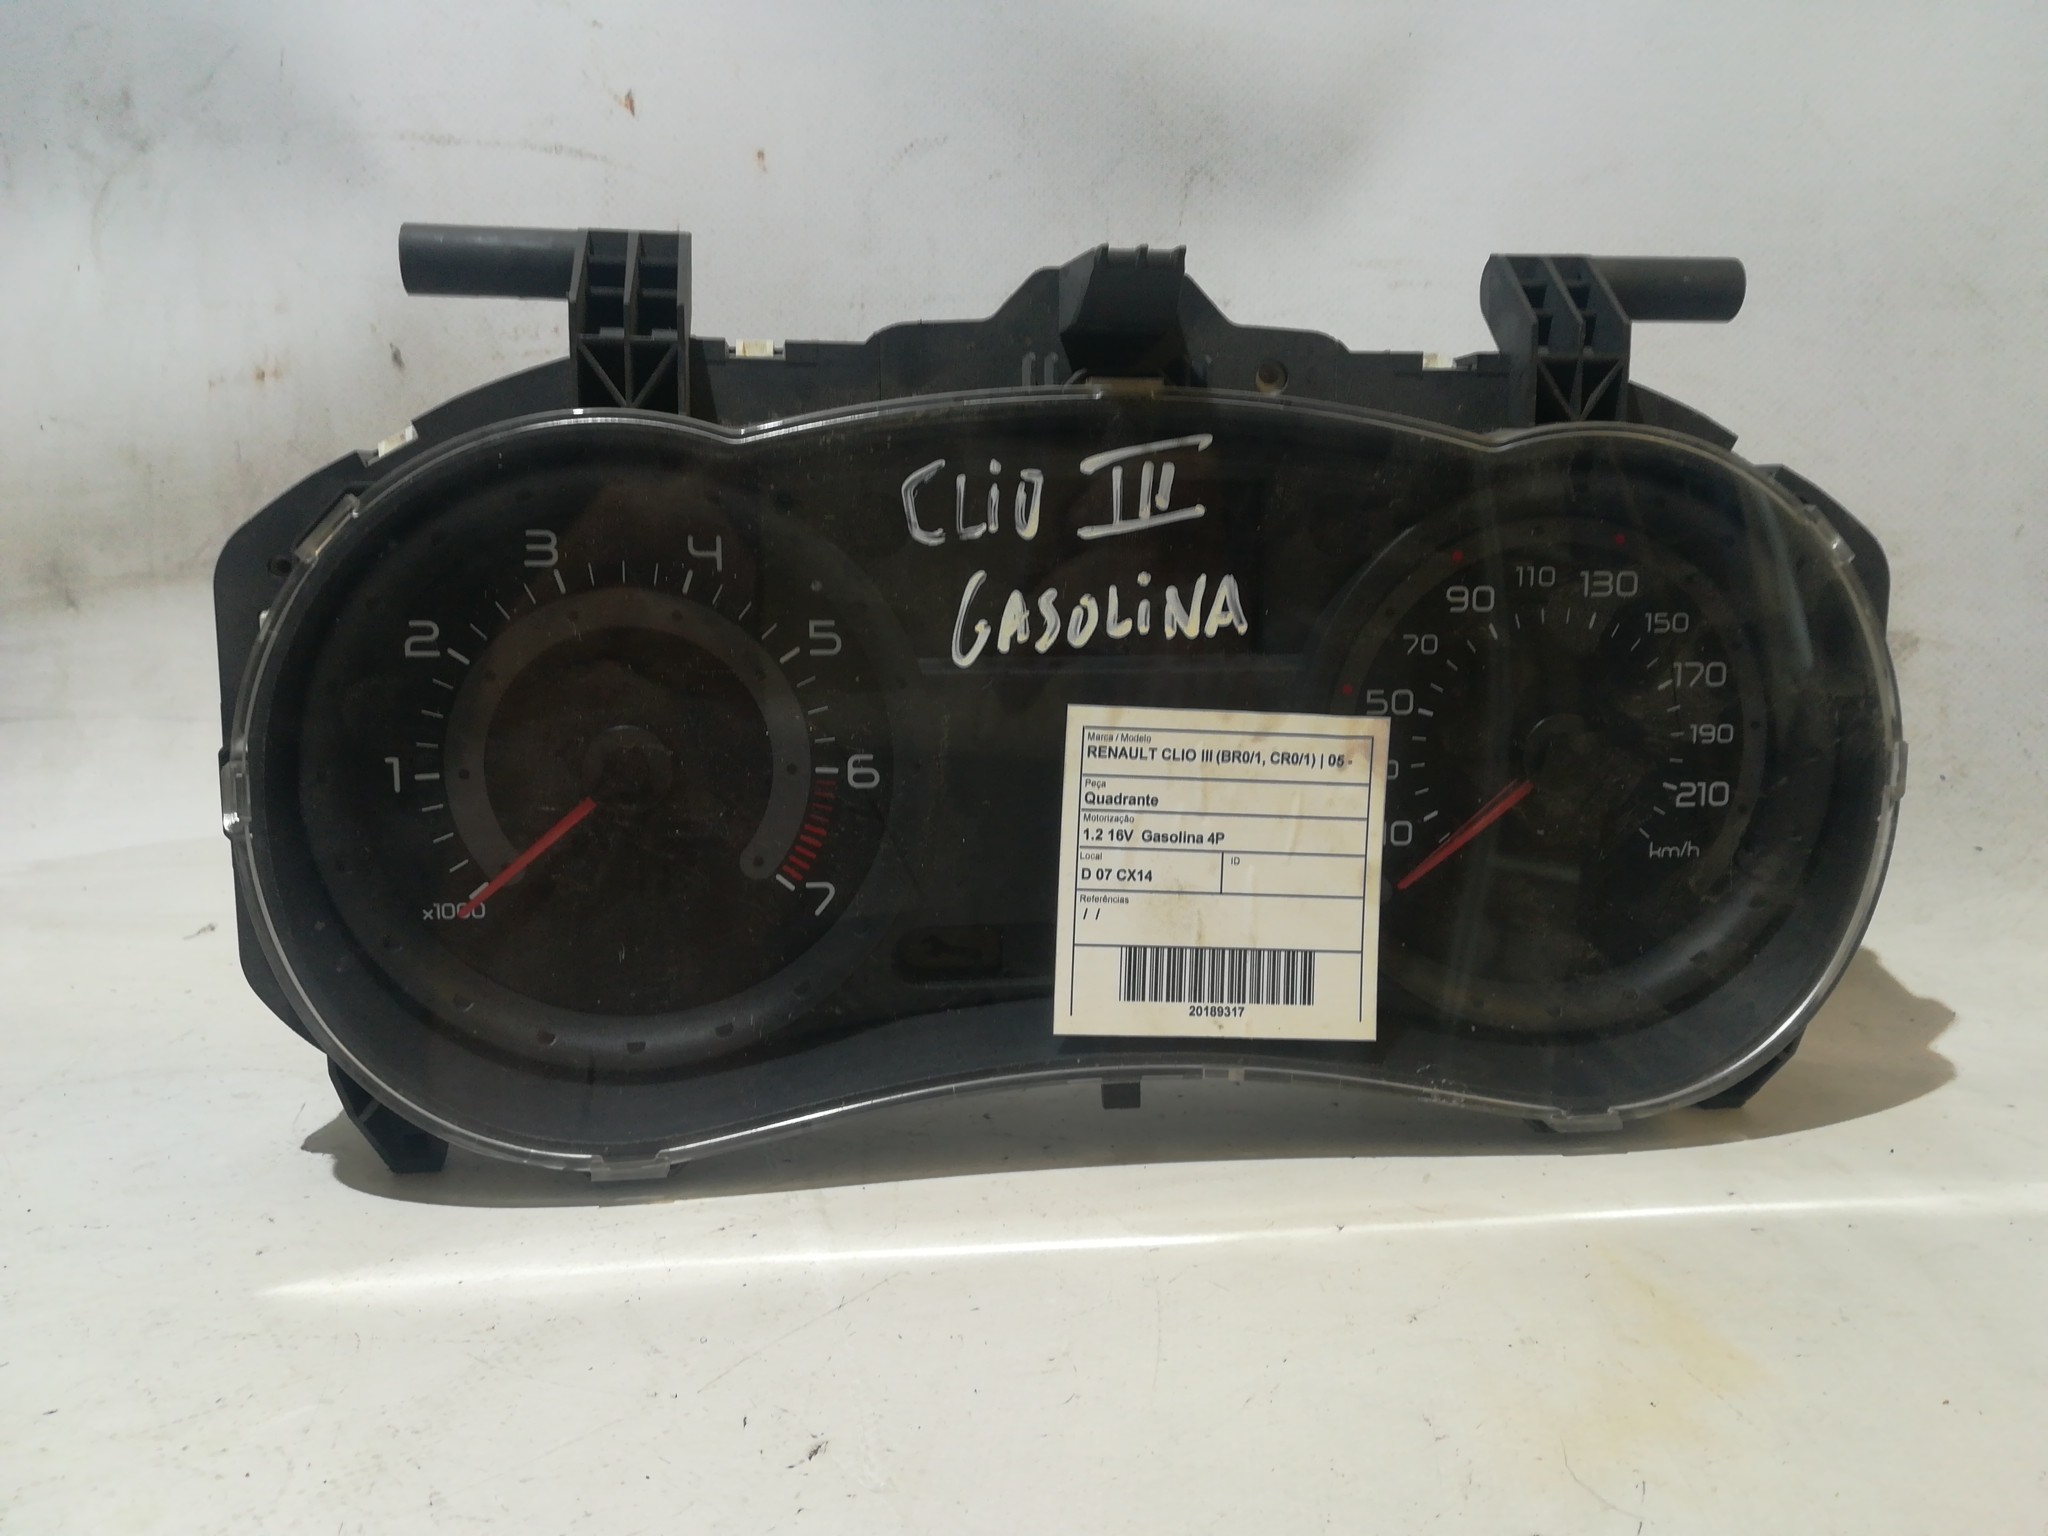 CLIO III
GASOLINA
3
4
2
5
1
6
7
x1000
90
110
130
70
150
50
170
190
210
10
km/h
Marca / Modelo
RENAULT CLIO III (BR0/1, CR0/1) | 05 -
Peça
Quadrante
Motorização
1.2 16V Gasolina 4P
Local
ID
D 07 CX14
Referências
/ /
20189317